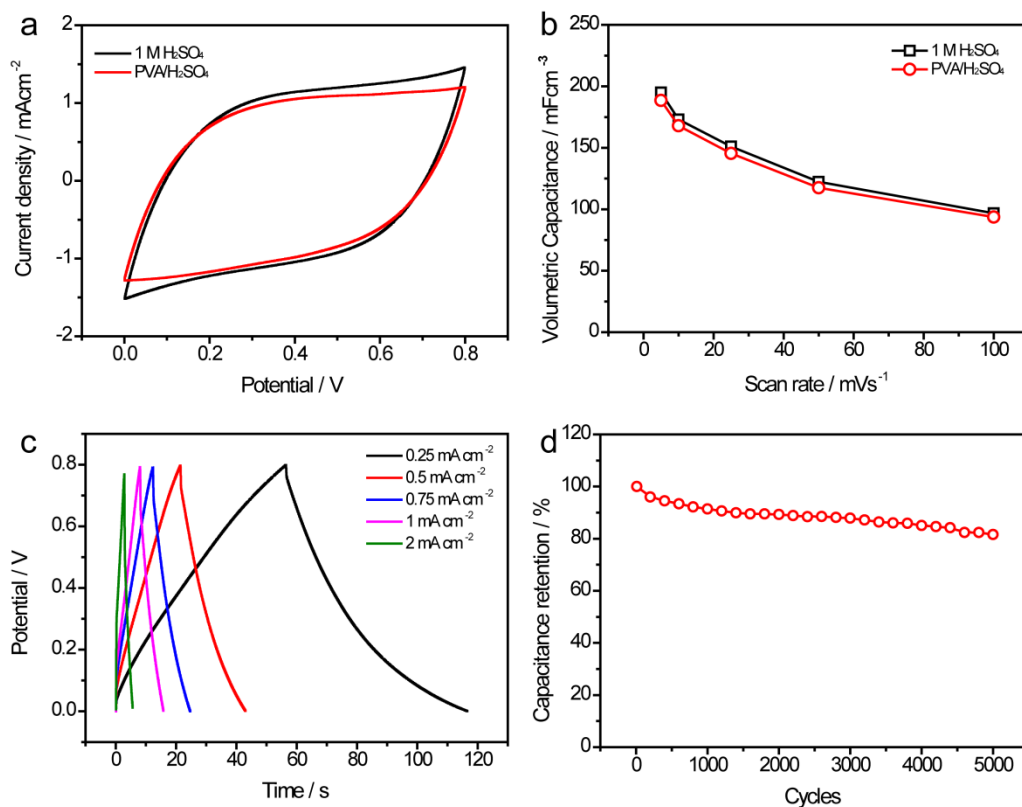 a
2
1
0
-1
-2
Current density / mAcm⁻²
1 M H₂SO₄
PVA/H₂SO₄
0.0 0.2 0.4 0.6 0.8
Potential / V
b
250
200
150
100
50
0
Volumetric Capacitance / mFcm⁻³
1 M H₂SO₄
PVA/H₂SO₄
0 20 40 60 80 100
Scan rate / mVs⁻¹
c
0.8
0.6
0.4
0.2
0.0
Potential / V
0.25 mA cm⁻²
0.5 mA cm⁻²
0.75 mA cm⁻²
1 mA cm⁻²
2 mA cm⁻²
0 20 40 60 80 100 120
Time / s
d
120
100
80
60
40
20
0
Capacitance retention / %
0 1000 2000 3000 4000 5000
Cycles